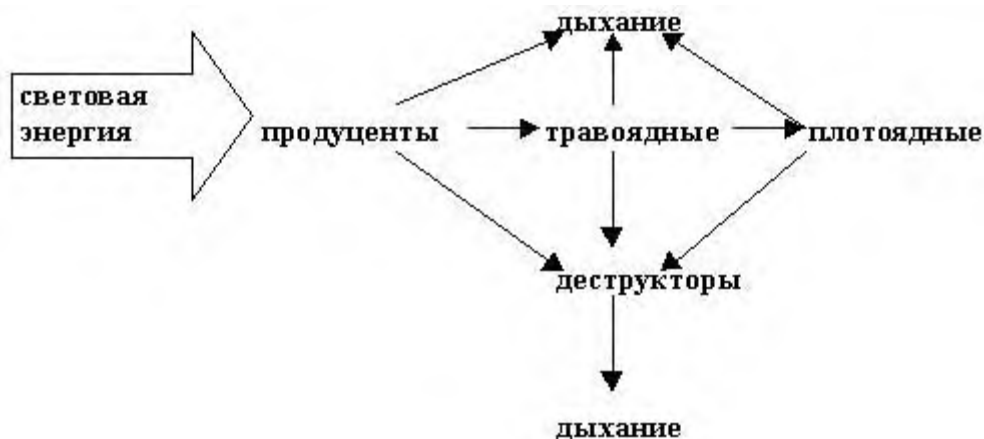 дыхание
световая
энергия
продуценты травоядные плотоядные
деструкторы
дыхание